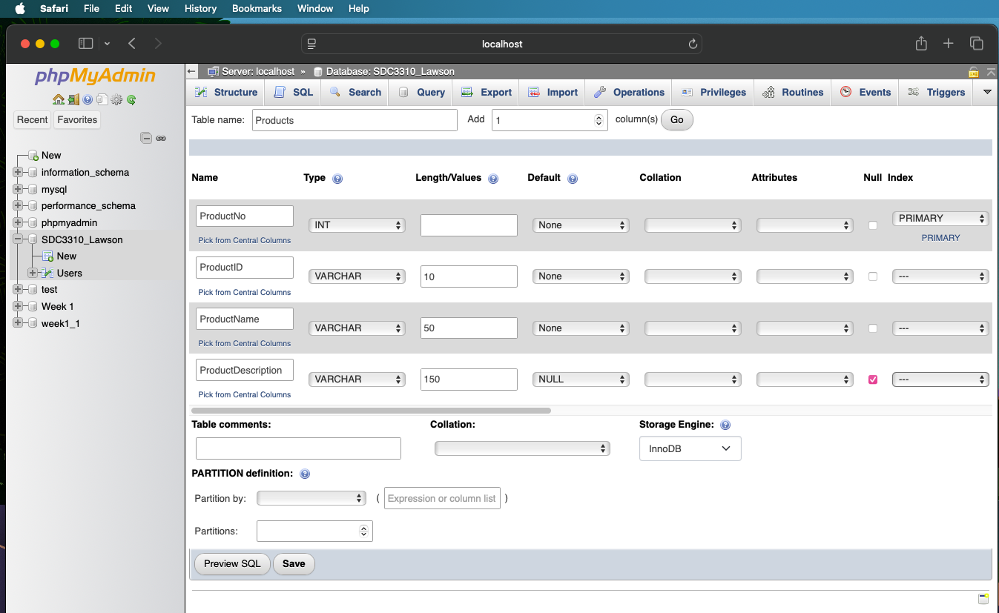 Safari File Edit View History Bookmarks Window Help
localhost
phpMyAdmin
Server: localhost » Database: SDC3310_Lawson
Structure SQL Search Query Export Import Operations Privileges Routines Events Triggers
Recent Favorites
New
information_schema
mysql
performance_schema
phpmyadmin
SDC3310_Lawson
New
Users
test
Week 1
week1_1
Table name: Products Add 1 column(s) Go
Name Type Length/Values Default Collation Attributes Null Index
ProductNo INT None PRIMARY
Pick from Central Columns PRIMARY
ProductID VARCHAR 10 None ---
Pick from Central Columns
ProductName VARCHAR 50 None ---
Pick from Central Columns
ProductDescription VARCHAR 150 NULL ---
Pick from Central Columns
Table comments: Collation: Storage Engine:
InnoDB
PARTITION definition:
Partition by: ( Expression or column list )
Partitions:
Preview SQL Save